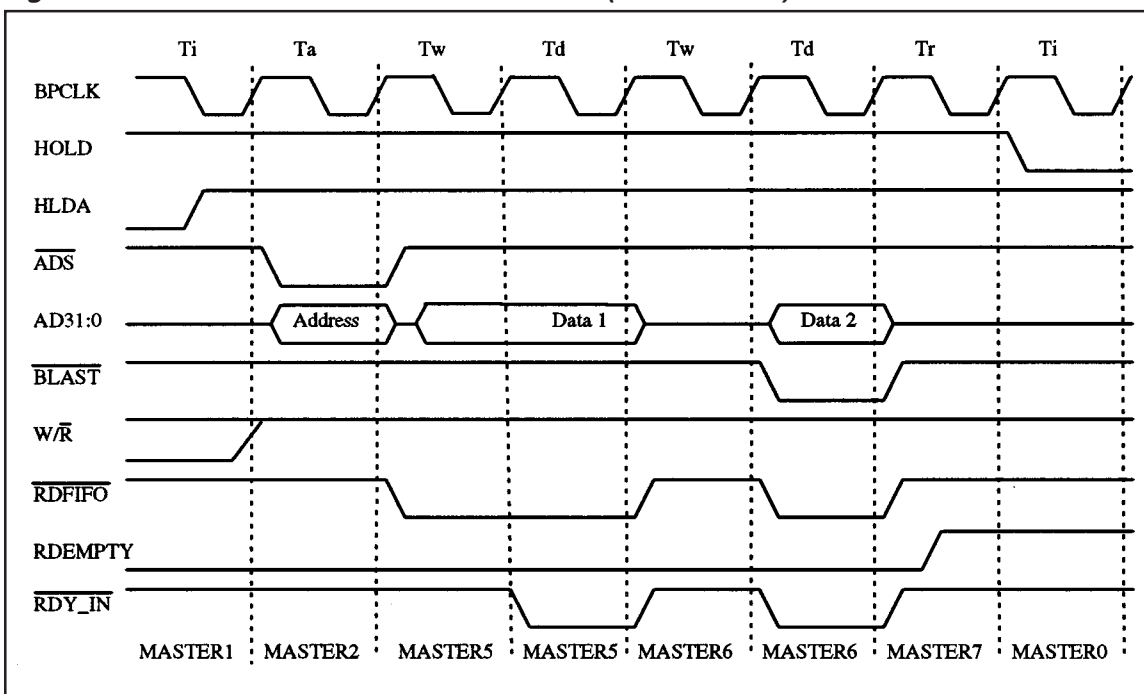 Ti Ta Tw Td Tw Td Tr Ti
BPCLK
HOLD
HLDA
ADS
AD31:0 Address Data 1 Data 2
BLAST
W/R̅
RDFIFO
RDEMPTY
RDY_IN
MASTER1 MASTER2 MASTER5 MASTER5 MASTER6 MASTER6 MASTER7 MASTER0